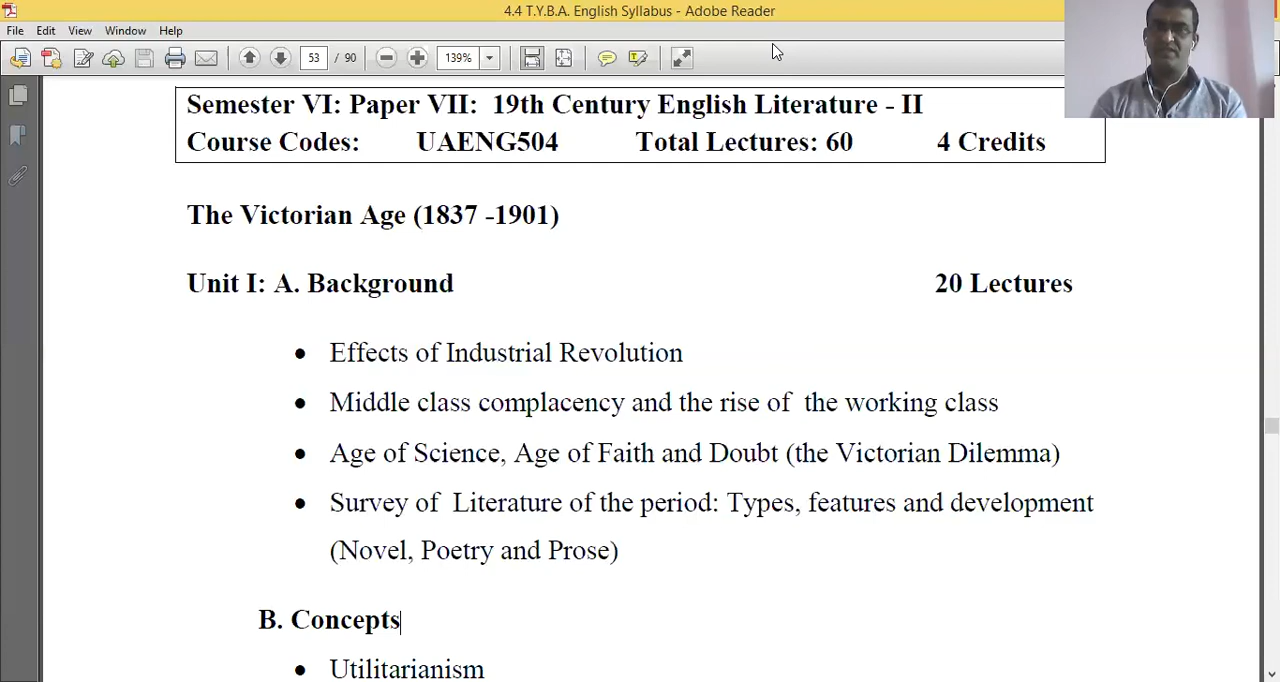 4.4 T.Y.B.A. English Syllabus - Adobe Reader
File Edit View Window Help
53 / 90 139%
Semester VI: Paper VII: 19th Century English Literature - II
Course Codes: UAENG504 Total Lectures: 60 4 Credits
The Victorian Age (1837 -1901)
Unit I: A. Background 20 Lectures
• Effects of Industrial Revolution
• Middle class complacency and the rise of the working class
• Age of Science, Age of Faith and Doubt (the Victorian Dilemma)
• Survey of Literature of the period: Types, features and development
(Novel, Poetry and Prose)
B. Concepts
• Utilitarianism